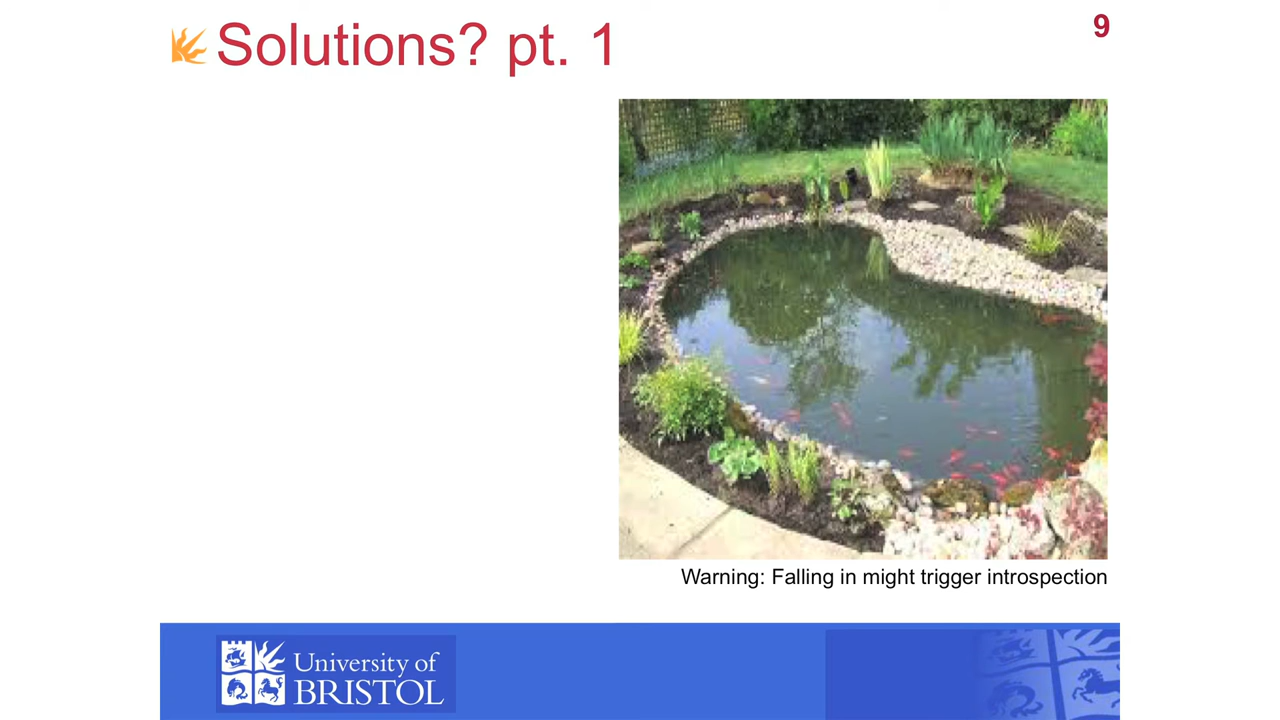 Solutions? pt. 1
9
Warning: Falling in might trigger introspection
University of
BRISTOL